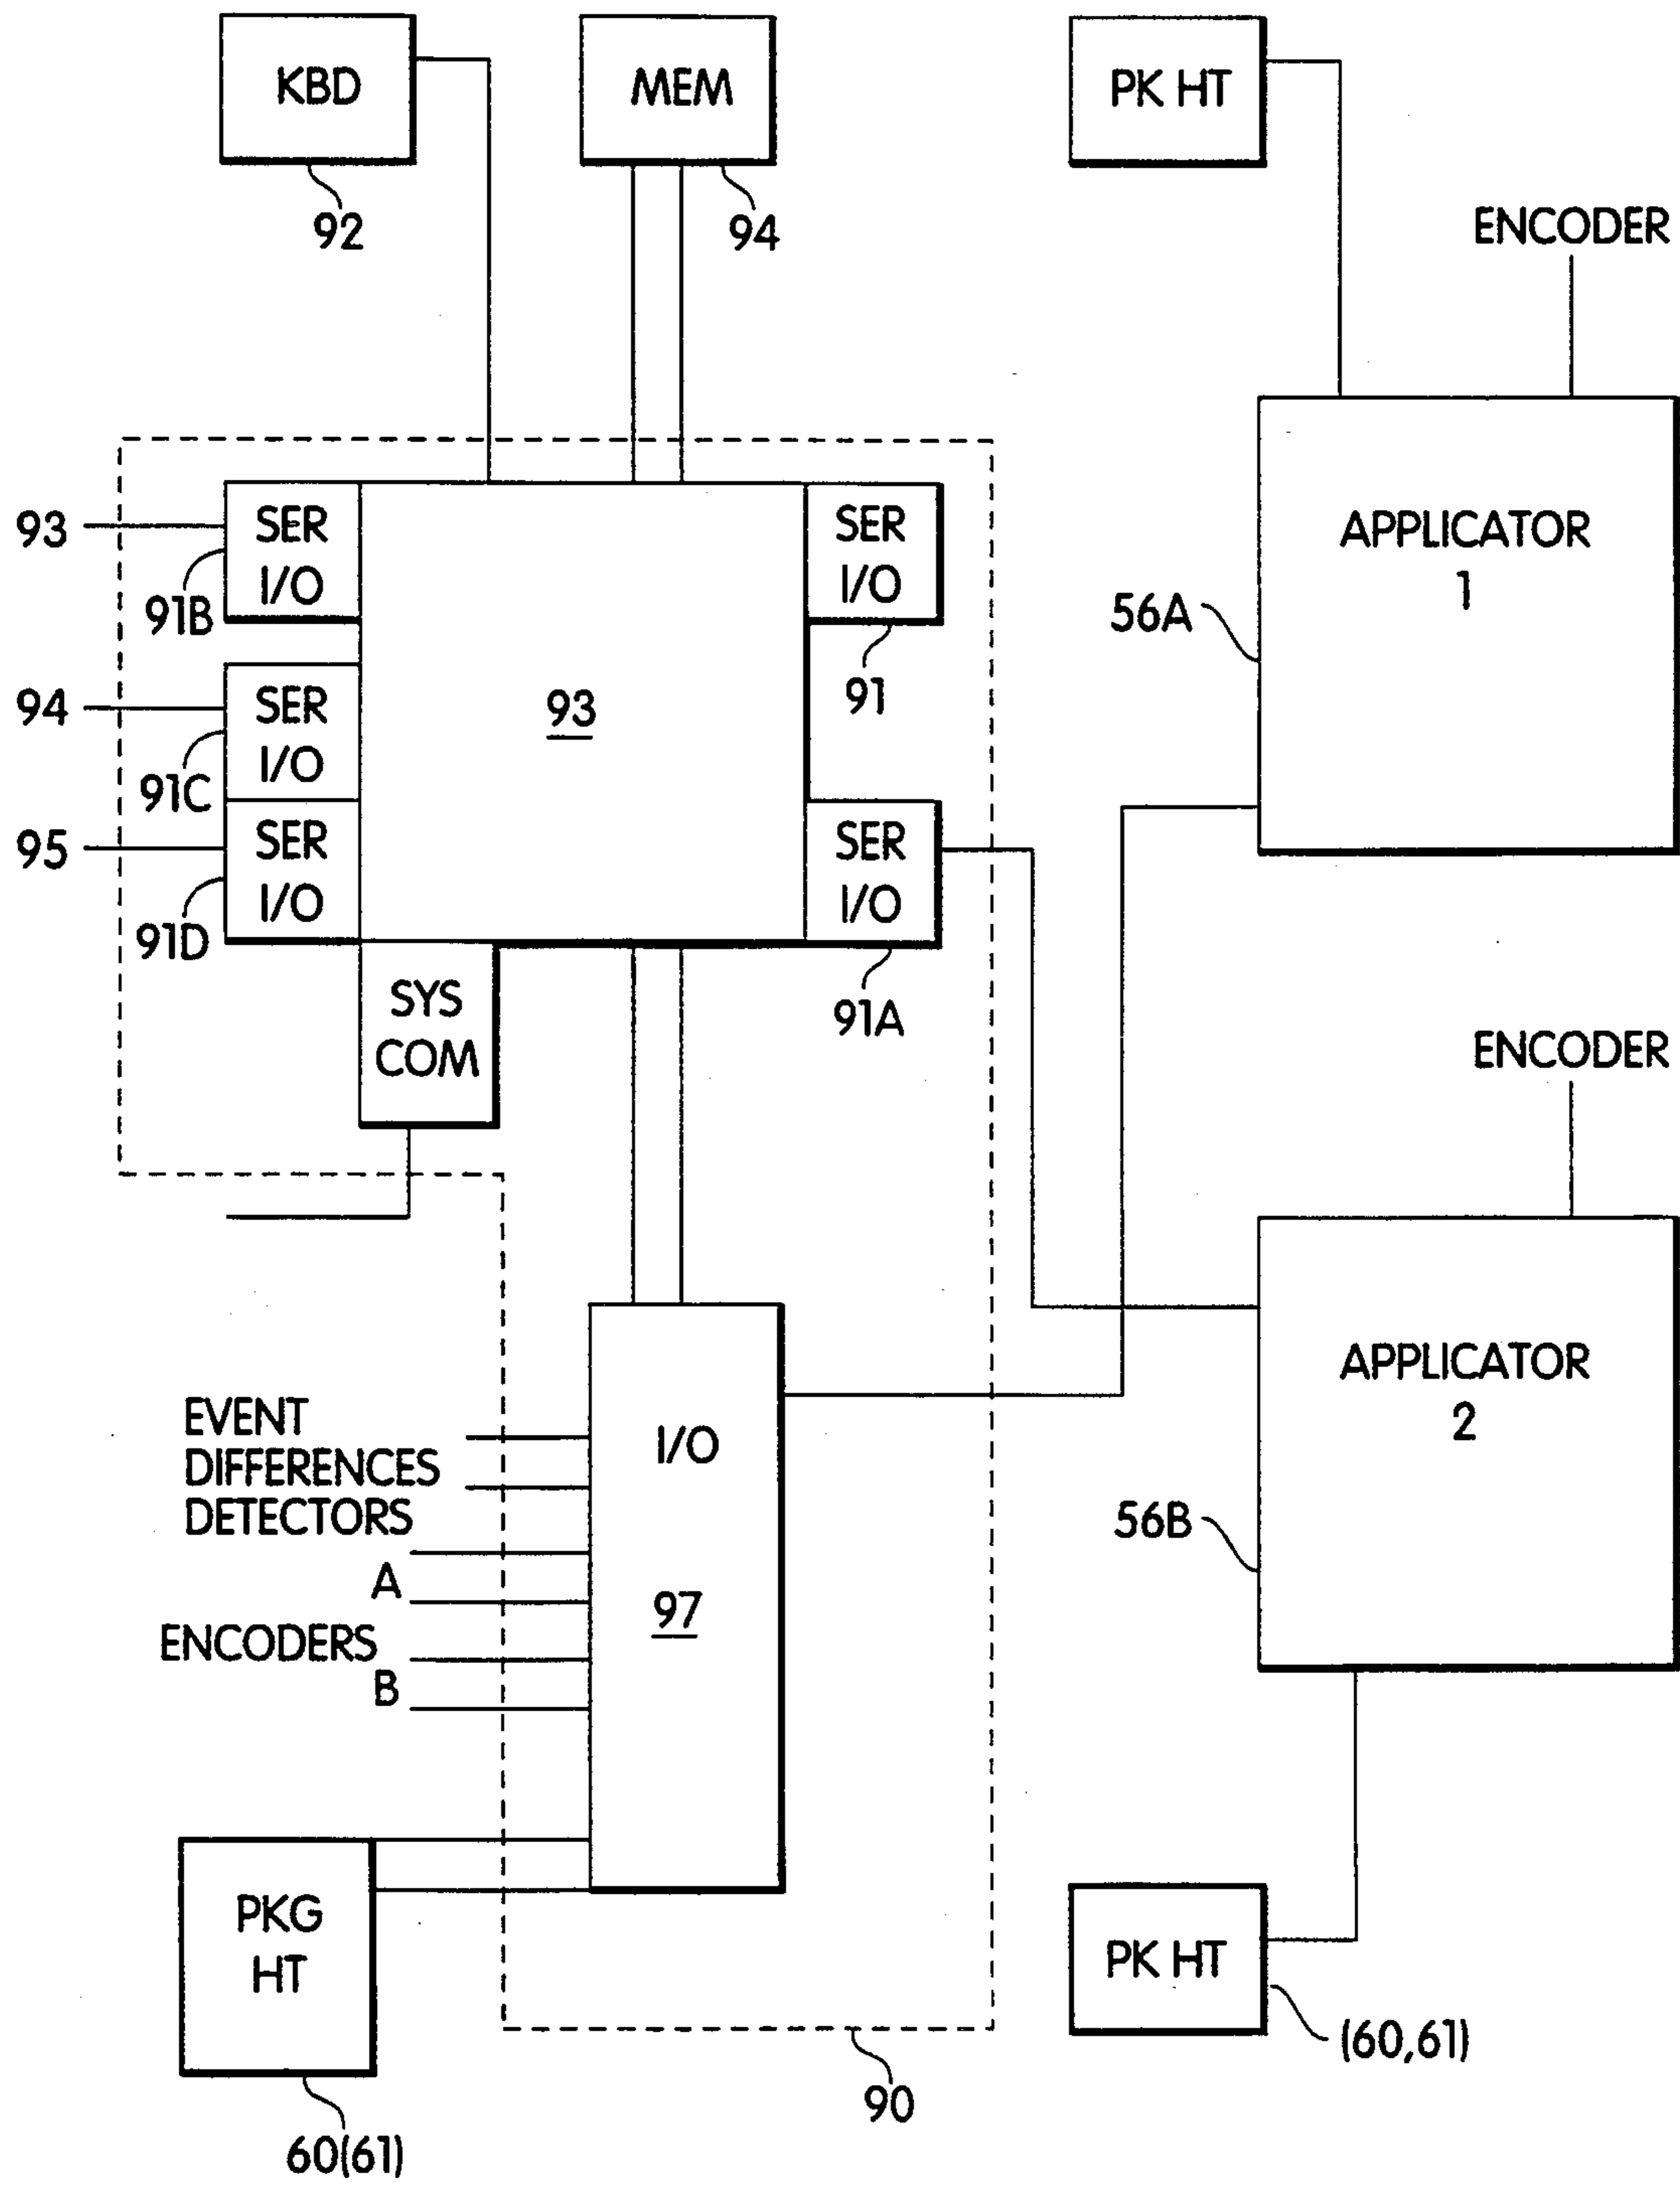 KBD
MEM
PK HT
92
94
ENCODER
93
SER
I/O
91B
SER
I/O
91
APPLICATOR
1
56A
94
SER
I/O
91C
93
95
SER
I/O
91D
SER
I/O
91A
SYS
COM
ENCODER
APPLICATOR
2
56B
EVENT
DIFFERENCES
DETECTORS
I/O
A
97
ENCODERS
B
PKG
HT
60(61)
PK HT
(60,61)
90